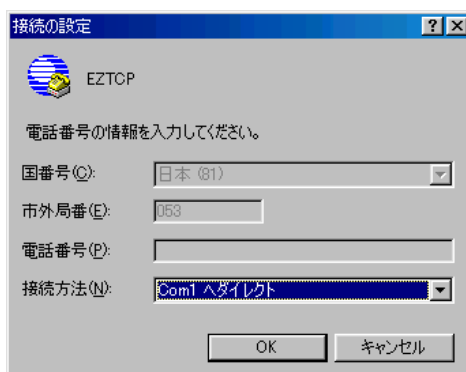 接続の設定
EZTCP
電話番号の情報を入力してください。
国番号(C): 日本 (81)
市外局番(E): 053
電話番号(P):
接続方法(N): Com1 へダイレクト
OK キャンセル